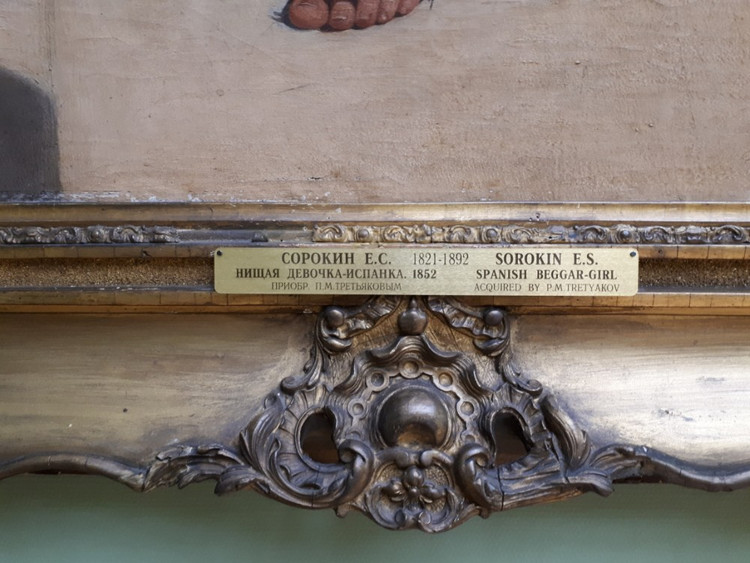 СОРОКИН Е.С. 1821-1892 SOROKIN E.S.
НИЩАЯ ДЕВОЧКА-ИСПАНКА. 1852 SPANISH BEGGAR-GIRL
ПРИОБР. П.М.ТРЕТЬЯКОВЫМ ACQUIRED BY P.M.TRETYAKOV